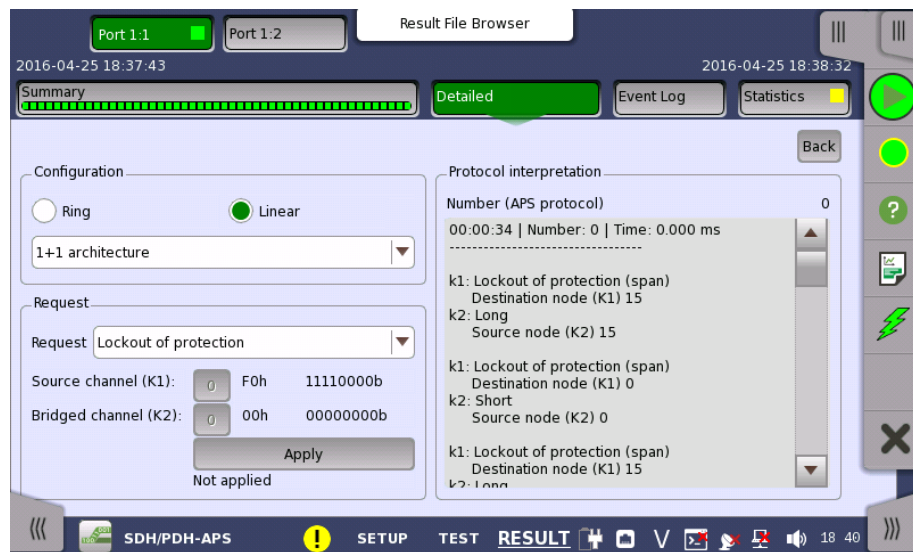 Port 1:1
Port 1:2
Result File Browser
2016-04-25 18:37:43
2016-04-25 18:38:32
Summary
Detailed
Event Log
Statistics
Back
Configuration
Ring
Linear
1+1 architecture
Request
Request Lockout of protection
Source channel (K1): 0 F0h 11110000b
Bridged channel (K2): 0 00h 00000000b
Apply
Not applied
Protocol interpretation
Number (APS protocol) 0
00:00:34 | Number: 0 | Time: 0.000 ms
----------------------------------
k1: Lockout of protection (span)
Destination node (K1) 15
k2: Long
Source node (K2) 15
k1: Lockout of protection (span)
Destination node (K1) 0
k2: Short
Source node (K2) 0
k1: Lockout of protection (span)
Destination node (K1) 15
k2: Long
SDH/PDH-APS
!
SETUP
TEST
RESULT
V
18 40